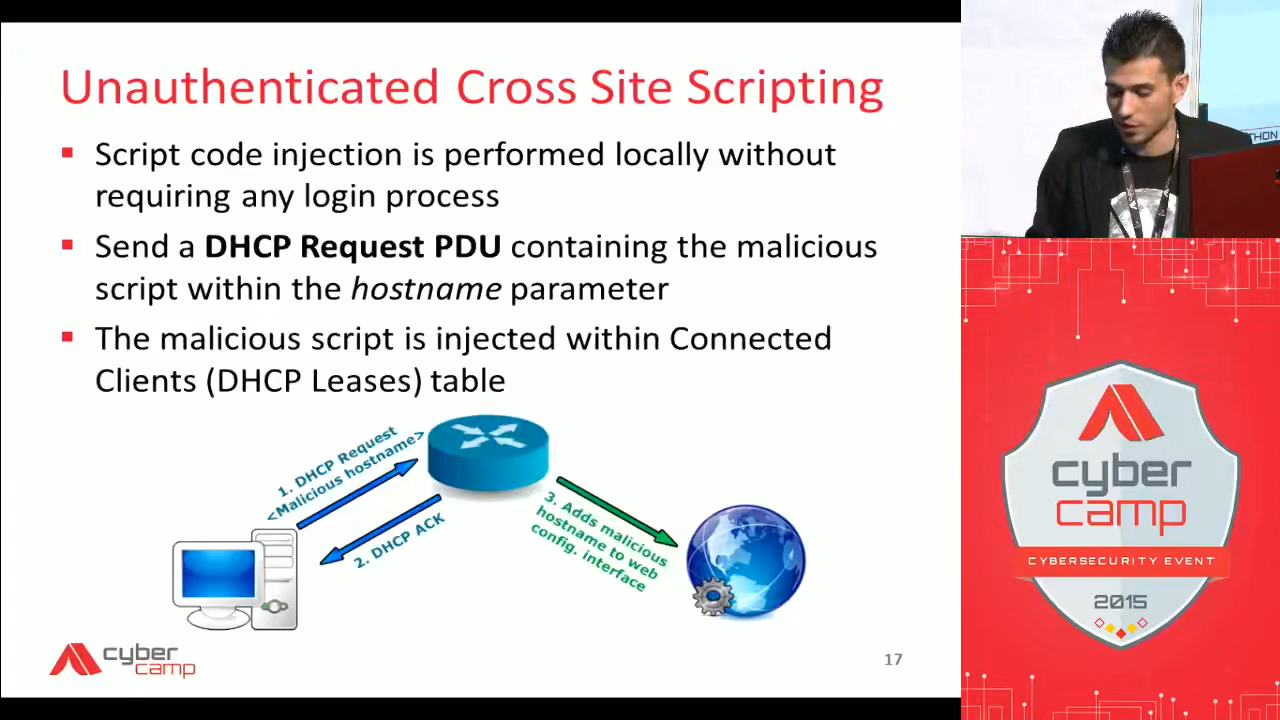 Unauthenticated Cross Site Scripting
Script code injection is performed locally without
requiring any login process
Send a DHCP Request PDU containing the malicious
script within the hostname parameter
The malicious script is injected within Connected
Clients (DHCP Leases) table
1. DHCP Request
<Malicious hostname>
2. DHCP ACK
3. Adds malicious
hostname to web
config. interface
cyber
camp
17
THON
cyber
camp
CYBERSECURITY EVENT
2015